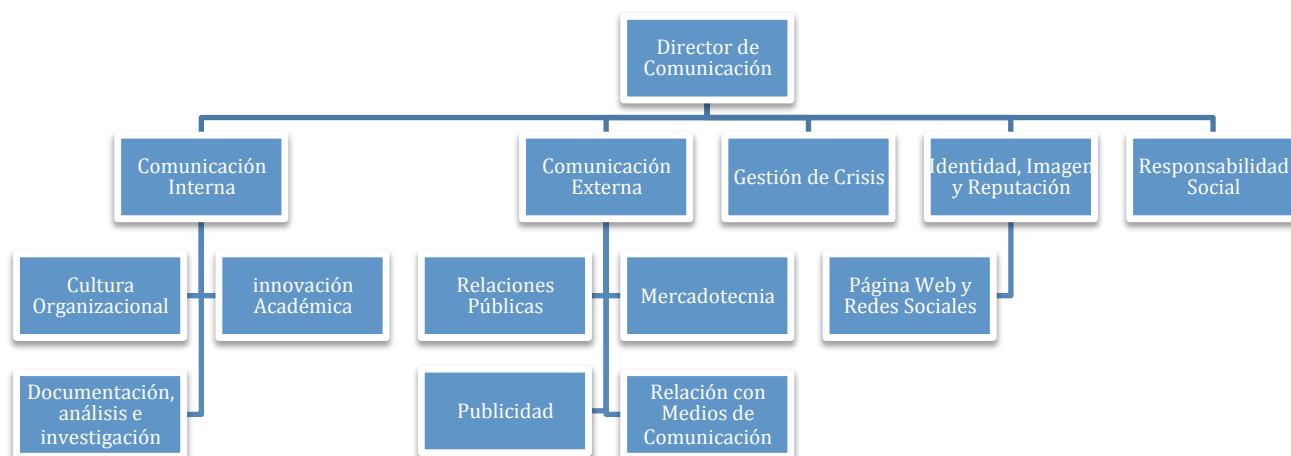 Director de
Comunicación
Comunicación
Interna
Comunicación
Externa
Gestión de Crisis
Identidad, Imagen
y Reputación
Responsabilidad
Social
Cultura
Organizacional
innovación
Académica
Relaciones
Públicas
Mercadotecnia
Página Web y
Redes Sociales
Documentación,
análisis e
investigación
Publicidad
Relación con
Medios de
Comunicación